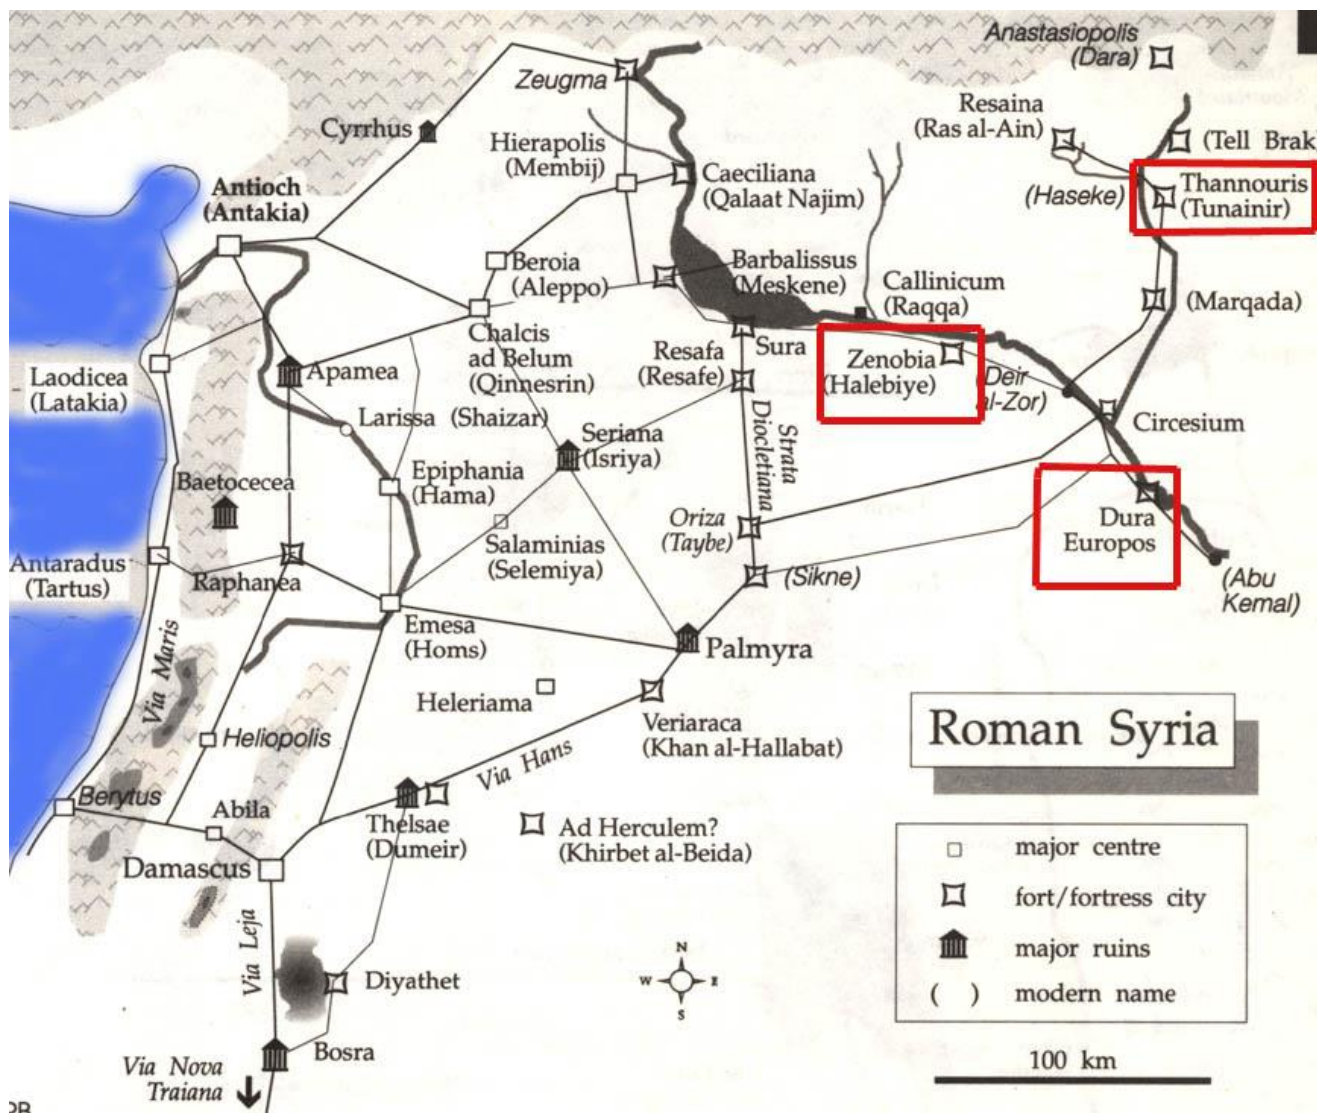 Anastasiopolis
(Dara)
Zeugma
Resaina
(Ras al-Ain)
Cyrrhus
Hierapolis
(Membij)
(Tell Brak
Caeciliana
(Qalaat Najim)
Thannouris
(Tunainir)
(Haseke)
Antioch
(Antakia)
Beroia
(Aleppo)
Barbalissus
(Meskene)
Callinicum
(Raqqa)
(Marqada)
Chalcis
ad Belum
(Qinnesrin)
Resafa
(Resafe)
Sura
Zenobia
(Halebiye)
(Deir
al-Zor)
Laodicea
(Latakia)
Apamea
Larissa (Shaizar)
Strata
Diocletiana
Circesium
Seriana
(Isriya)
Baetocecea
Epiphania
(Hama)
Oriza
(Taybe)
Dura
Europos
Salaminias
(Selemiya)
Antaradus
(Tartus)
Raphanea
(Sikne)
(Abu
Kemal)
Emesa
(Homs)
Via Maris
Palmyra
Heleriama
Veriaraca
(Khan al-Hallabat)
Heliopolis
Via Hans
Roman Syria
Berytus
Abila
Thelsae
(Dumeir)
Ad Herculem?
(Khirbet al-Beida)
Damascus
major centre
fort/fortress city
major ruins
( ) modern name
Via Leja
Diyathet
N
W E
S
Bosra
Via Nova
Traiana
100 km